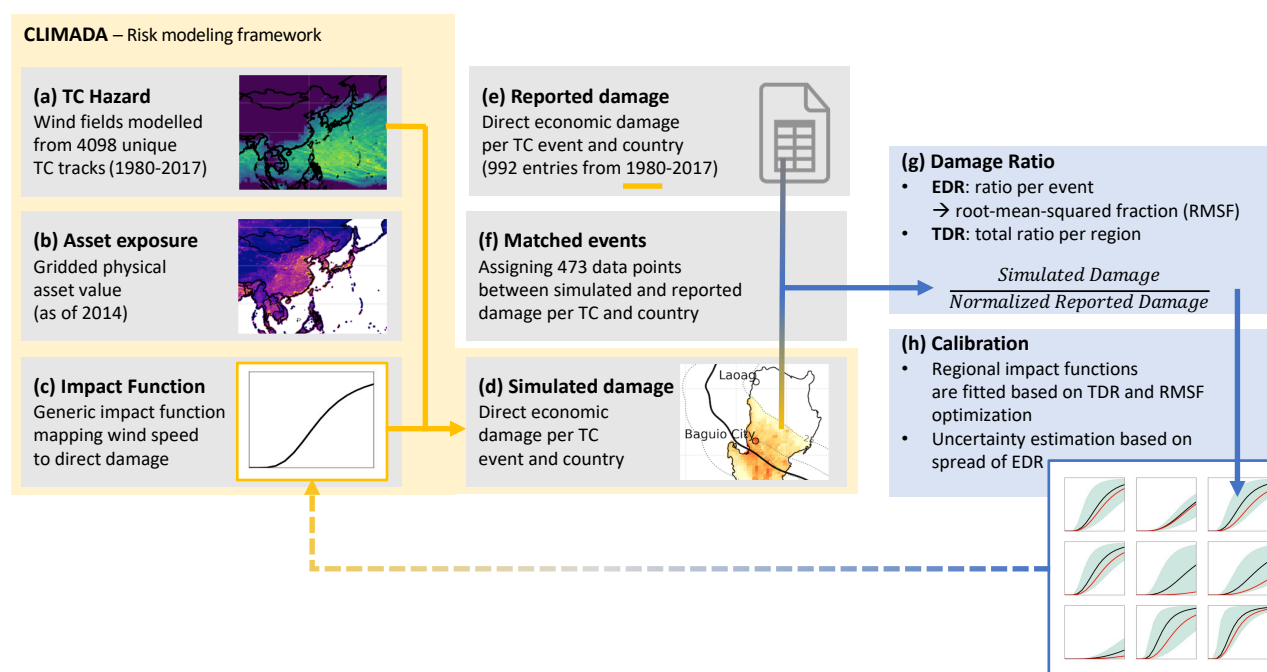 CLIMADA – Risk modeling framework
(a) TC Hazard
Wind fields modelled
from 4098 unique
TC tracks (1980-2017)
(b) Asset exposure
Gridded physical
asset value
(as of 2014)
(c) Impact Function
Generic impact function
mapping wind speed
to direct damage
(d) Simulated damage
Direct economic
damage per TC
event and country
Laoag
Baguio City
(e) Reported damage
Direct economic damage
per TC event and country
(992 entries from 1980-2017)
(f) Matched events
Assigning 473 data points
between simulated and reported
damage per TC and country
(g) Damage Ratio
• EDR: ratio per event
→ root-mean-squared fraction (RMSF)
• TDR: total ratio per region
Simulated Damage
Normalized Reported Damage
(h) Calibration
• Regional impact functions
are fitted based on TDR and RMSF
optimization
• Uncertainty estimation based on
spread of EDR